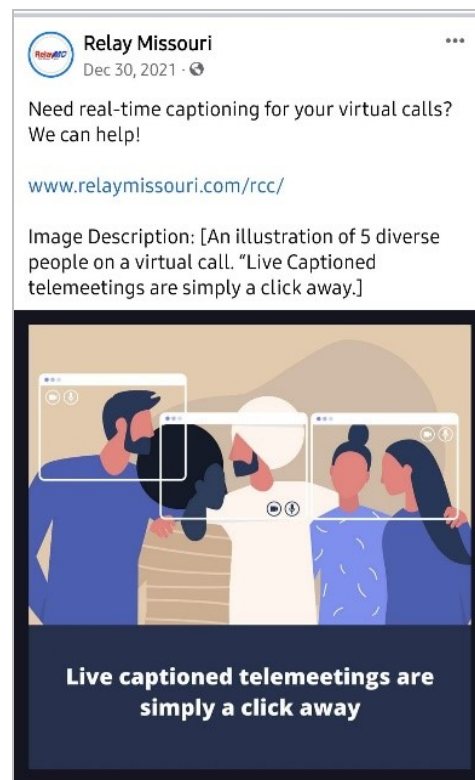 RelayMO
Relay Missouri
Dec 30, 2021 ·
Need real-time captioning for your virtual calls?
We can help!
www.relaymissouri.com/rcc/
Image Description: [An illustration of 5 diverse
people on a virtual call. “Live Captioned
telemeetings are simply a click away.]
Live captioned telemeetings are
simply a click away